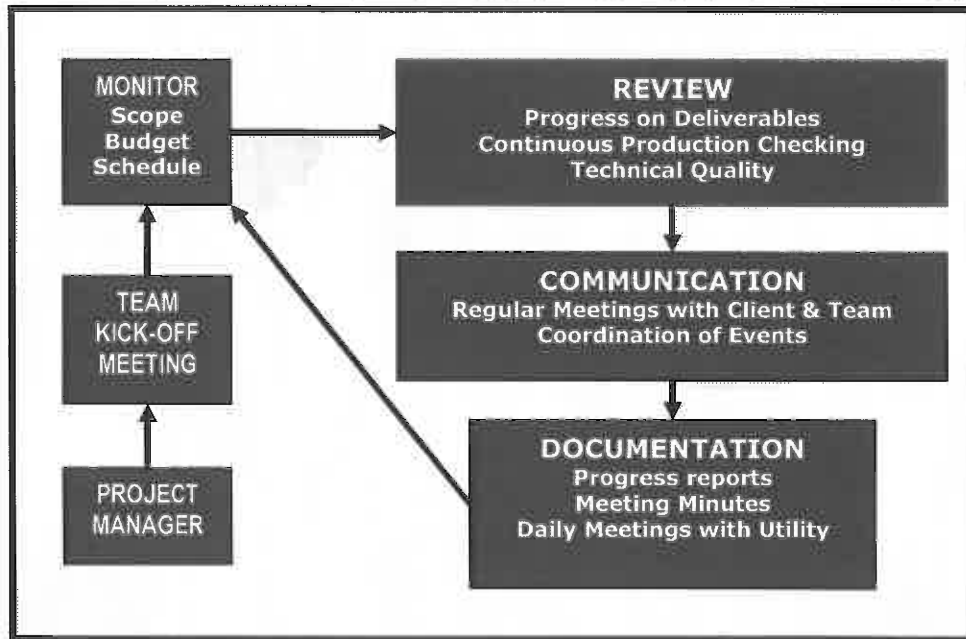 MONITOR
Scope
Budget
Schedule
REVIEW
Progress on Deliverables
Continuous Production Checking
Technical Quality
TEAM
KICK-OFF
MEETING
COMMUNICATION
Regular Meetings with Client & Team
Coordination of Events
PROJECT
MANAGER
DOCUMENTATION
Progress reports
Meeting Minutes
Daily Meetings with Utility